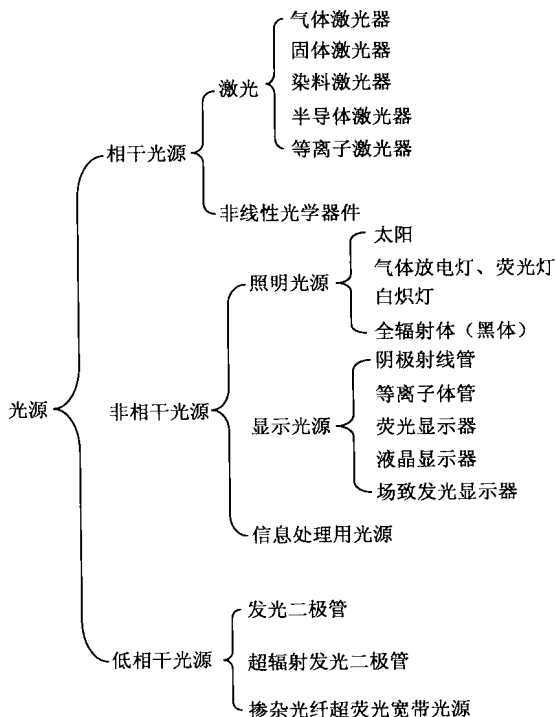 气体激光器
固体激光器
激光
染料激光器
半导体激光器
相干光源
等离子激光器
非线性光学器件
太阳
照明光源
气体放电灯、荧光灯
白炽灯
全辐射体（黑体）
阴极射线管
等离子体管
光源
非相干光源
显示光源
荧光显示器
液晶显示器
场致发光显示器
信息处理用光源
发光二极管
低相干光源
超辐射发光二极管
掺杂光纤超荧光宽带光源